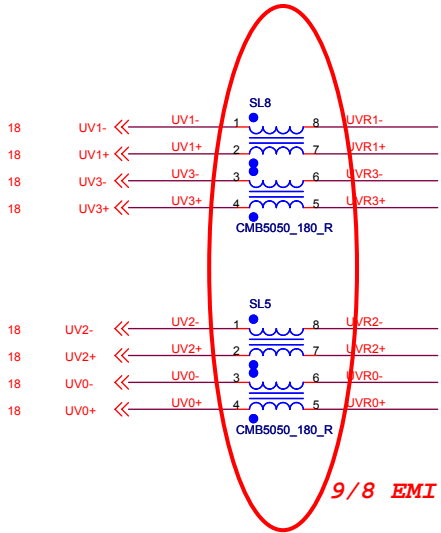 SL8
18 UV1- UV1- 1 8 UVR1-
18 UV1+ UV1+ 2 7 UVR1+
18 UV3- UV3- 3 6 UVR3-
18 UV3+ UV3+ 4 5 UVR3+
CMB5050_180_R
SL5
18 UV2- UV2- 1 8 UVR2-
18 UV2+ UV2+ 2 7 UVR2+
18 UV0- UV0- 3 6 UVR0-
18 UV0+ UV0+ 4 5 UVR0+
CMB5050_180_R
9/8 EMI